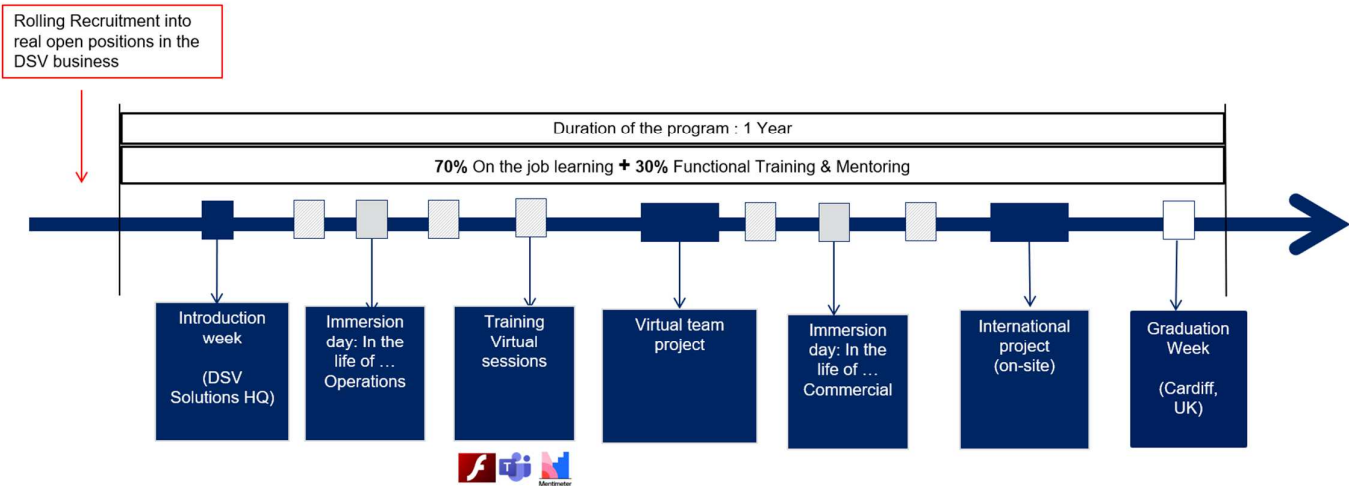 Rolling Recruitment into
real open positions in the
DSV business
Duration of the program : 1 Year
70% On the job learning + 30% Functional Training & Mentoring
Introduction
week
(DSV
Solutions HQ)
Immersion
day: In the
life of …
Operations
Training
Virtual
sessions
Virtual team
project
Immersion
day: In the
life of …
Commercial
International
project
(on-site)
Graduation
Week
(Cardiff,
UK)
T
Mentimeter